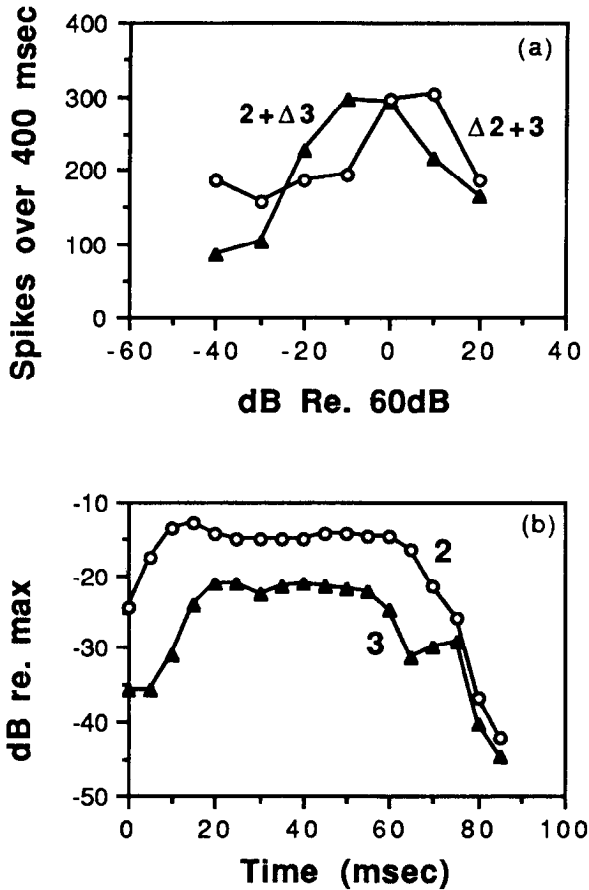 400
300
200
100
0
Spikes over 400 msec
(a)
2+Δ3
Δ2+3
-60 -40 -20 0 20 40
dB Re. 60dB
-10
-20
-30
-40
-50
dB re. max
(b)
2
3
0 20 40 60 80 100
Time (msec)